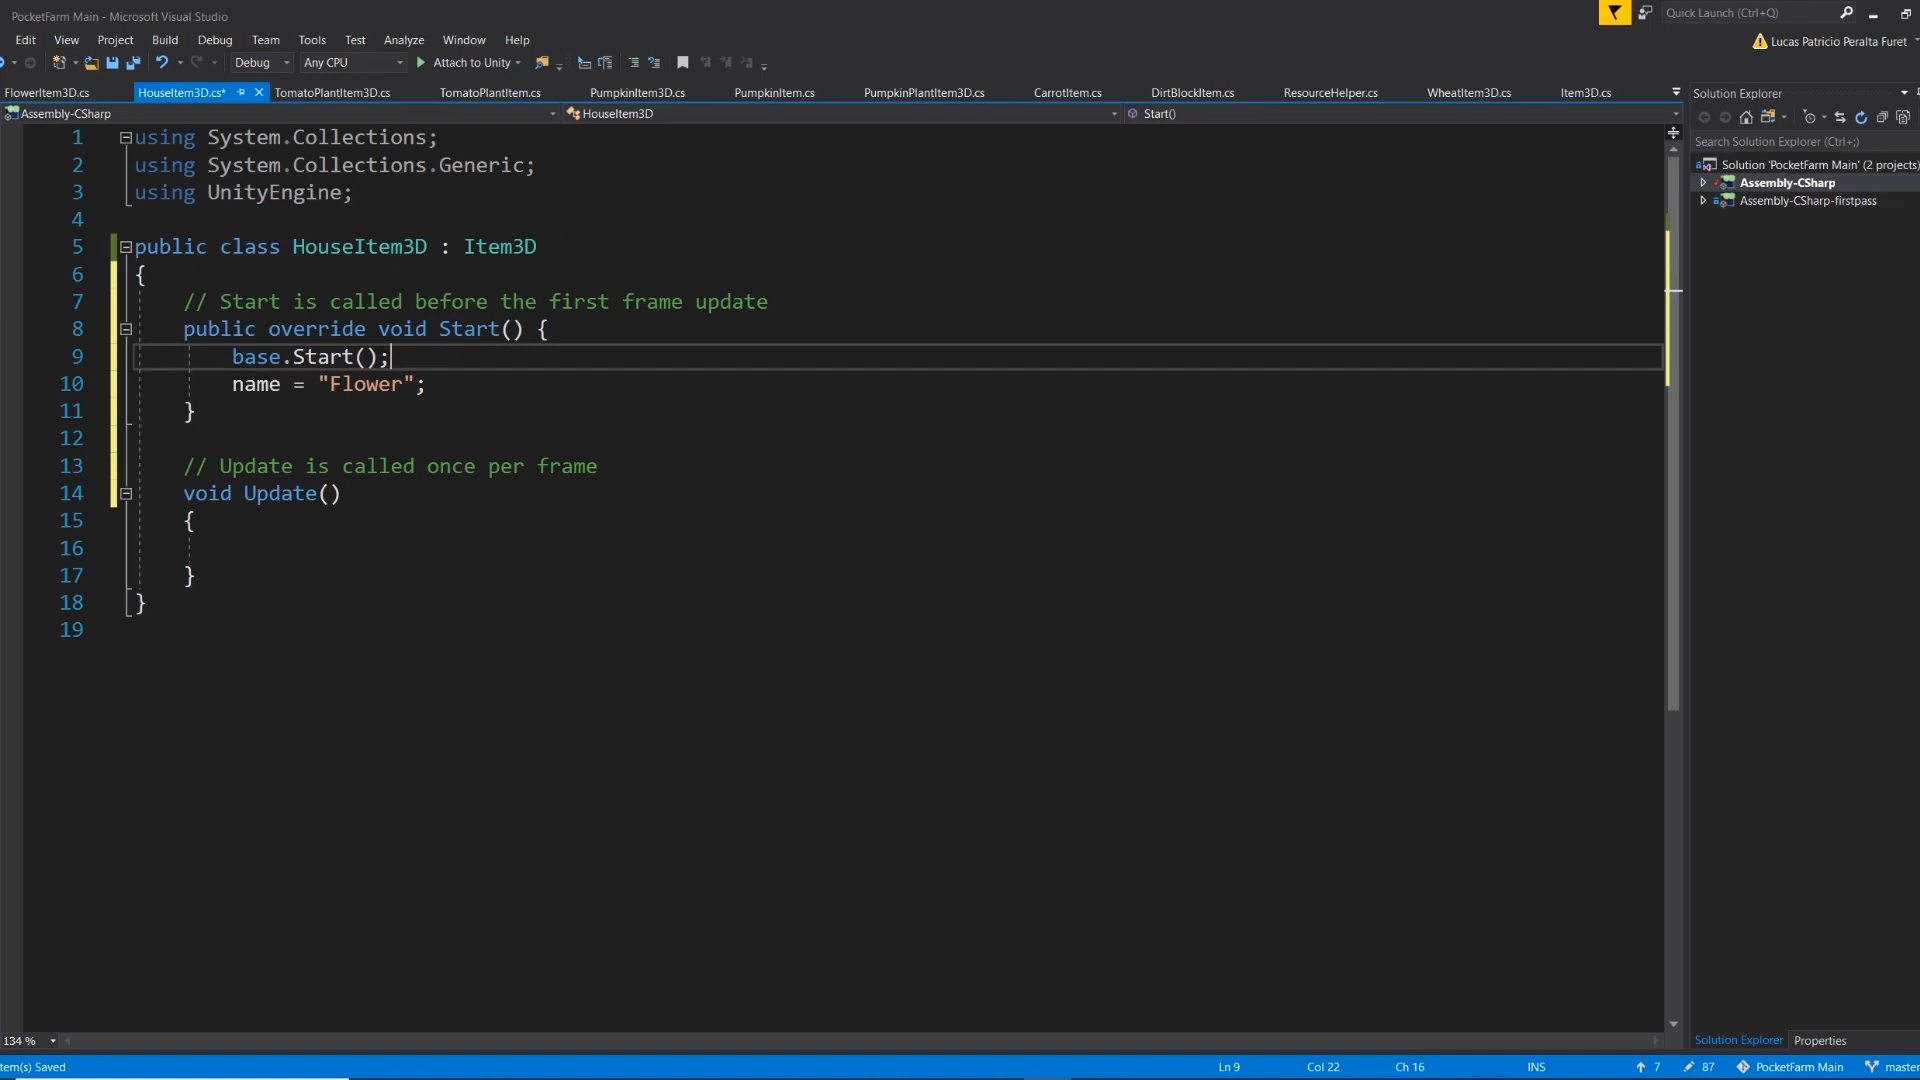 PocketFarm Main - Microsoft Visual Studio
Quick Launch (Ctrl+Q)
Edit View Project Build Debug Team Tools Test Analyze Window Help
Lucas Patricio Peralta Furet
Debug Any CPU Attach to Unity
FlowerItem3D.cs HouseItem3D.cs* TomatoPlantItem3D.cs TomatoPlantItem.cs PumpkinItem3D.cs PumpkinItem.cs PumpkinPlantItem3D.cs CarrotItem.cs DirtBlockItem.cs ResourceHelper.cs WheatItem3D.cs Item3D.cs
Assembly-CSharp HouseItem3D Start()
1 using System.Collections;
2 using System.Collections.Generic;
3 using UnityEngine;
4
5 public class HouseItem3D : Item3D
6 {
7 // Start is called before the first frame update
8 public override void Start() {
9 base.Start();
10 name = "Flower";
11 }
12
13 // Update is called once per frame
14 void Update()
15 {
16
17 }
18 }
19
Solution Explorer
Search Solution Explorer (Ctrl+;)
Solution 'PocketFarm Main' (2 projects)
Assembly-CSharp
Assembly-CSharp-firstpass
134 %
Solution Explorer Properties
tem(s) Saved Ln 9 Col 22 Ch 16 INS 7 87 PocketFarm Main master